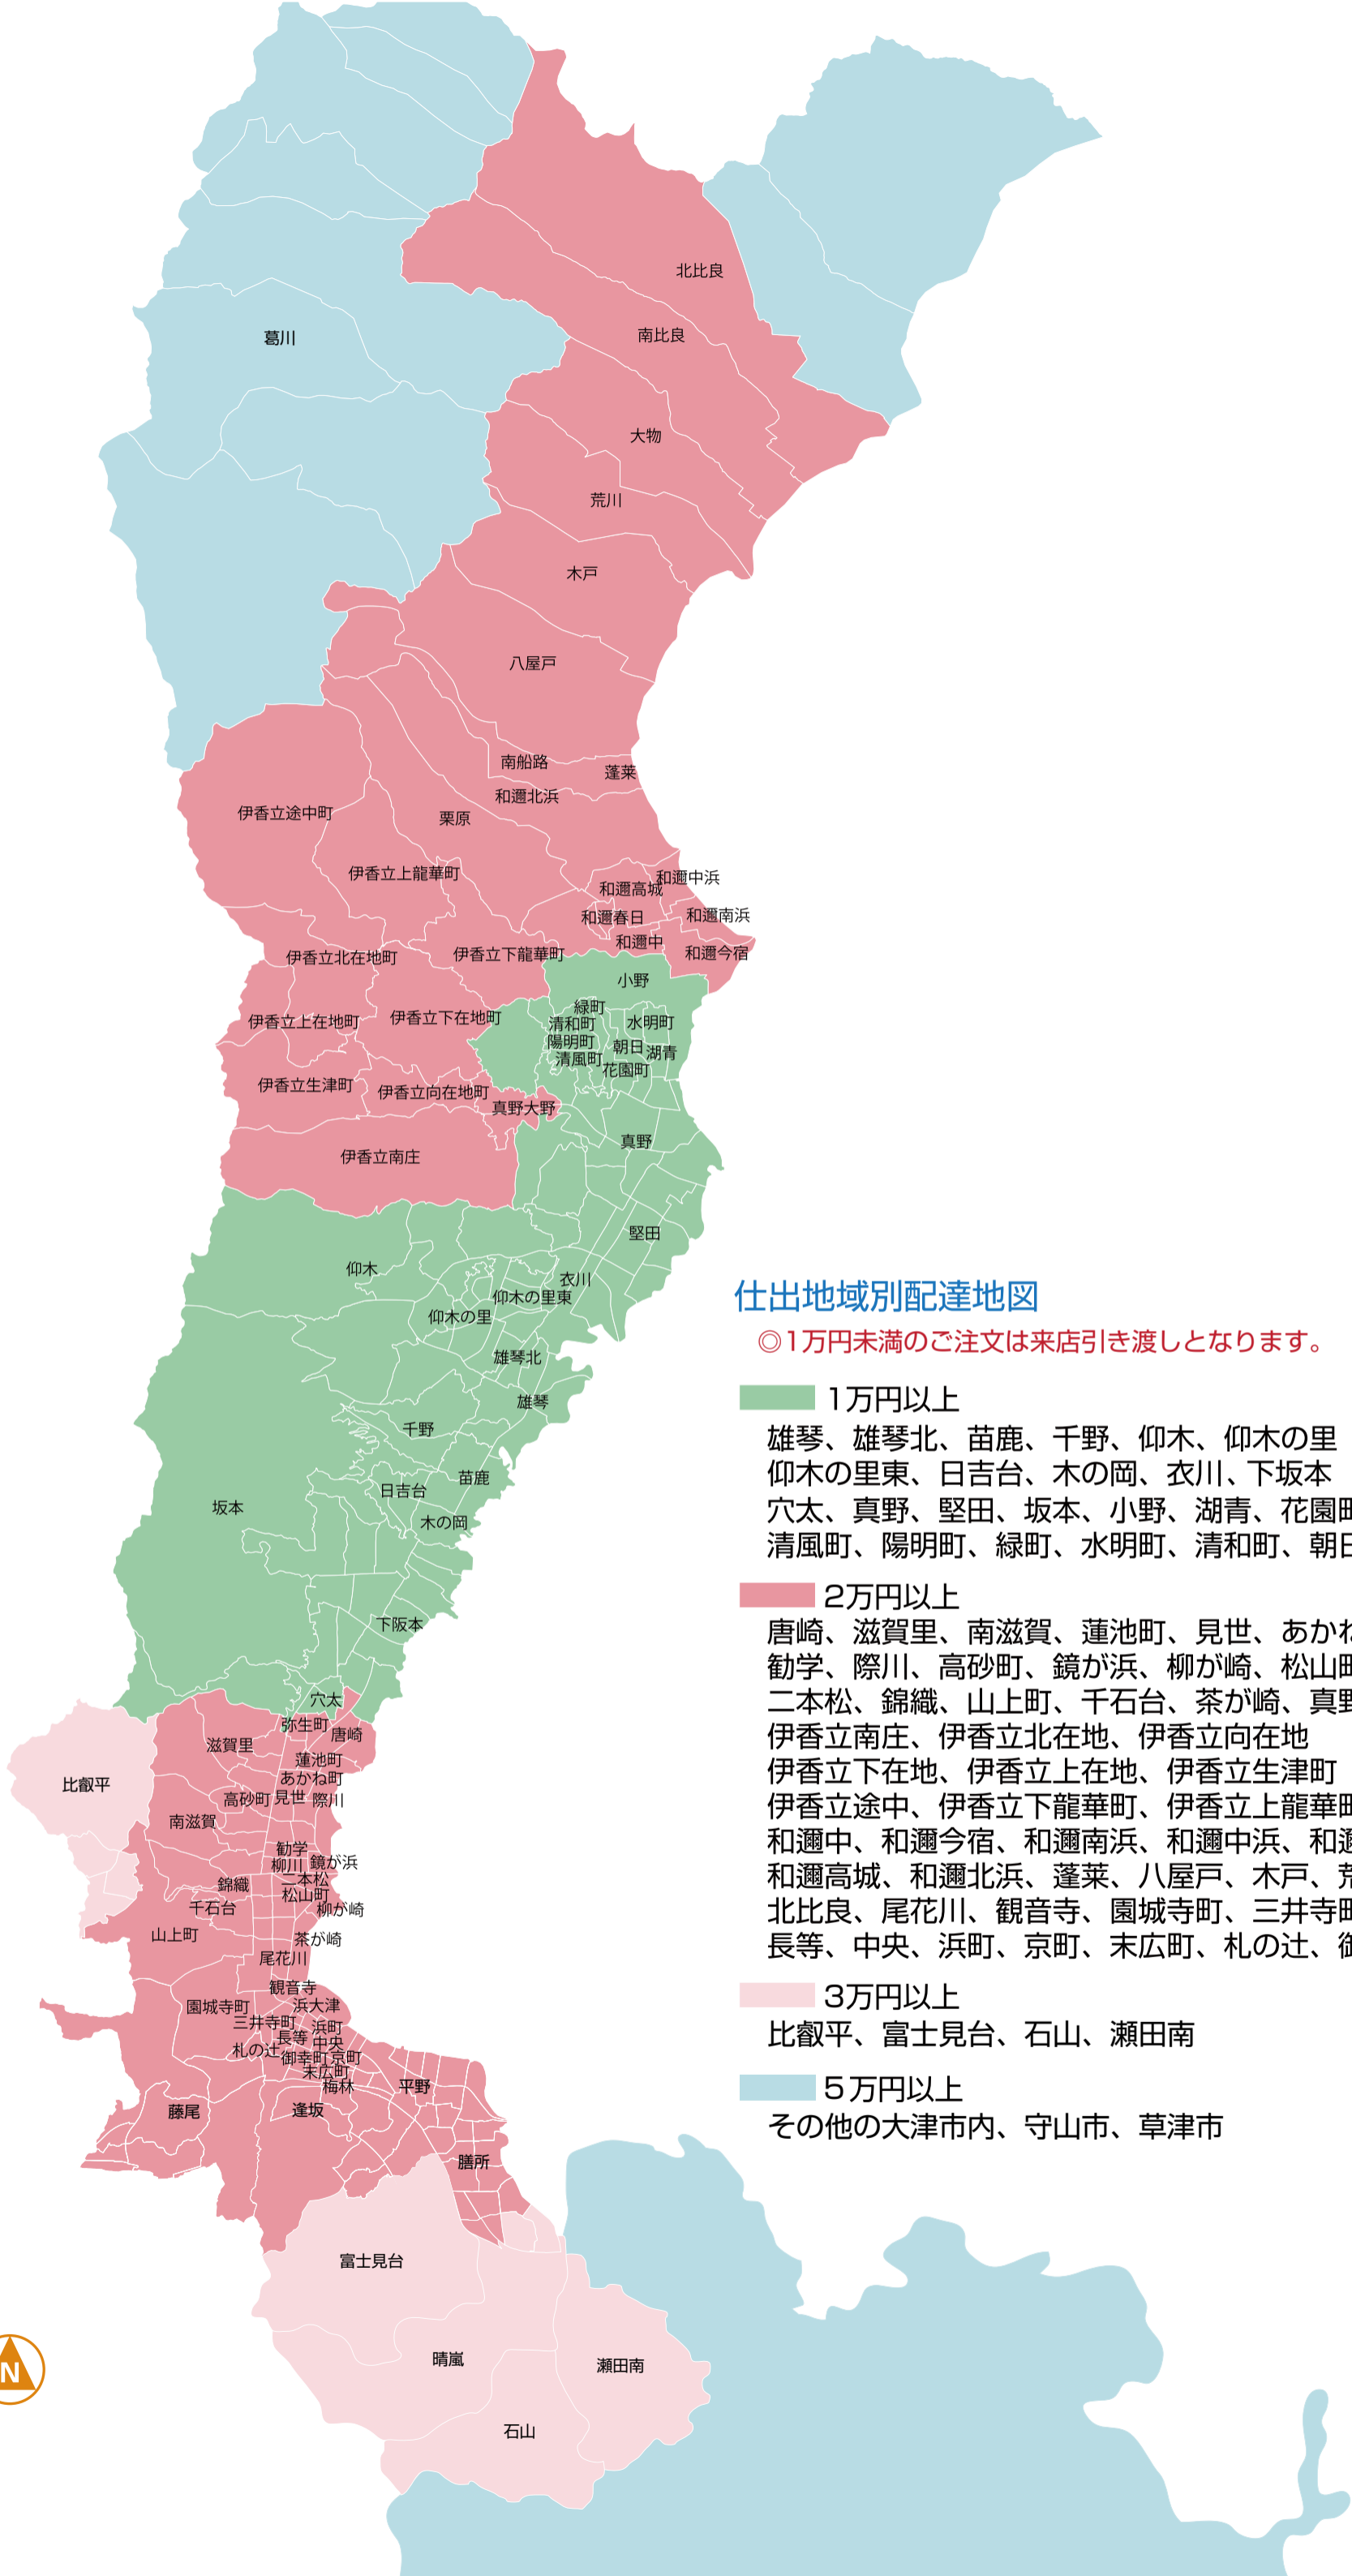 北比良
南比良
葛川
大物
荒川
木戸
八屋戸
南船路
蓬莱
和邇北浜
伊香立途中町
栗原
伊香立上龍華町
和邇中浜
和邇高城
和邇春日
和邇南浜
和邇中
和邇今宿
伊香立北在地町
伊香立下龍華町
小野
緑町
伊香立上在地町
伊香立下在地町
清和町
水明町
陽明町
朝日
湖青
清風町
花園町
伊香立生津町
伊香立向在地町
真野大野
真野
伊香立南庄
堅田
仰木
衣川
仰木の里東
仰木の里
雄琴北
雄琴
千野
苗鹿
日吉台
坂本
木の岡
下阪本
穴太
弥生町
唐崎
滋賀里
蓮池町
あかね町
比叡平
高砂町
見世
際川
南滋賀
勧学
柳川
鏡が浜
二本松
錦織
松山町
千石台
柳が崎
山上町
茶が崎
尾花川
観音寺
園城寺町
浜大津
三井寺町
浜町
長等
中央
札の辻
御幸町
京町
末広町
梅林
平野
藤尾
逢坂
膳所
富士見台
晴嵐
瀬田南
石山
N
仕出地域別配達地図
◎1万円未満のご注文は来店引き渡しとなります。
1万円以上
雄琴、雄琴北、苗鹿、千野、仰木、仰木の里
仰木の里東、日吉台、木の岡、衣川、下坂本
穴太、真野、堅田、坂本、小野、湖青、花園町
清風町、陽明町、緑町、水明町、清和町、朝日
2万円以上
唐崎、滋賀里、南滋賀、蓮池町、見世、あかね
勧学、際川、高砂町、鏡が浜、柳が崎、松山町
二本松、錦織、山上町、千石台、茶が崎、真野
伊香立南庄、伊香立北在地、伊香立向在地
伊香立下在地、伊香立上在地、伊香立生津町
伊香立途中、伊香立下龍華町、伊香立上龍華町
和邇中、和邇今宿、和邇南浜、和邇中浜、和邇
和邇高城、和邇北浜、蓬莱、八屋戸、木戸、荒
北比良、尾花川、観音寺、園城寺町、三井寺町
長等、中央、浜町、京町、末広町、札の辻、御
3万円以上
比叡平、富士見台、石山、瀬田南
5万円以上
その他の大津市内、守山市、草津市